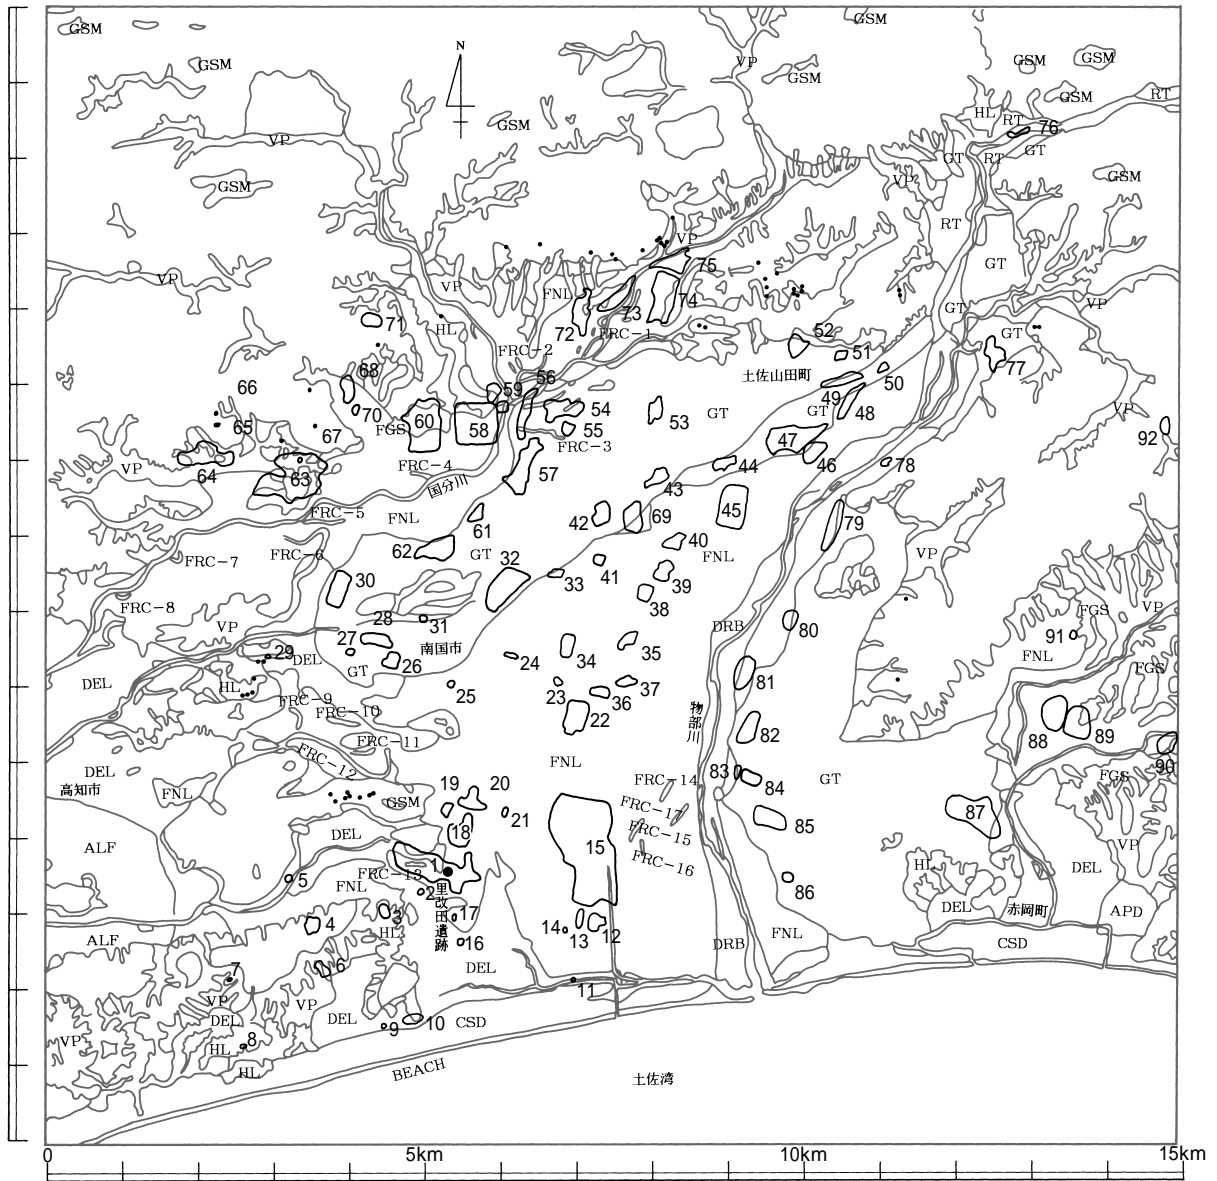 GSM
GSM
GSM
N
VP
GSM
GSM
GSM
GSM
RT
GSM
HL
RT
76
VP
GT
RT
GT
GSM
GSM
VP
RT
VP
GT
VP
75
VP
FNL
74
GT
VP
71
HL
72
73
FRC-1
52
GT
FRC-2
51
77
68
56
土佐山田町
50
66
59
49
70
60
54
53
GT
GT
48
VP
65
67
FGS
58
55
47
92
VP
64
63
FRC-4
FRC-3
44
46
78
国分川
57
43
FRC-5
FNL
61
42
69
45
79
FRC-6
62
GT
32
40
FNL
VP
FRC-7
41
33
39
30
38
FRC-8
VP
28
31
DRB
80
FGS
VP
27
南国市
91
29
DEL
26
24
34
35
FNL
GT
FGS
DEL
HL
25
23
37
81
FRC-9
36
FRC-10
22
物部川
82
88
89
FRC-11
90
FRC-12
FNL
83
GT
FGS
DEL
FRC-14
84
高知市
FNL
GSM
19
20
FRC-17
87
21
85
DEL
18
FRC-15
ALF
15
VP
FRC-16
HL
DEL
1
FRC-13
5
FNL
2
86
里改田遺跡
3
17
DEL
赤岡町
APD
4
14
13
12
ALF
HL
16
DRB
FNL
CSD
7
6
DEL
11
VP
VP
DEL
DEL
9
10
CSD
VP
HL
8
HL
BEACH
土佐湾
0
5km
10km
15km